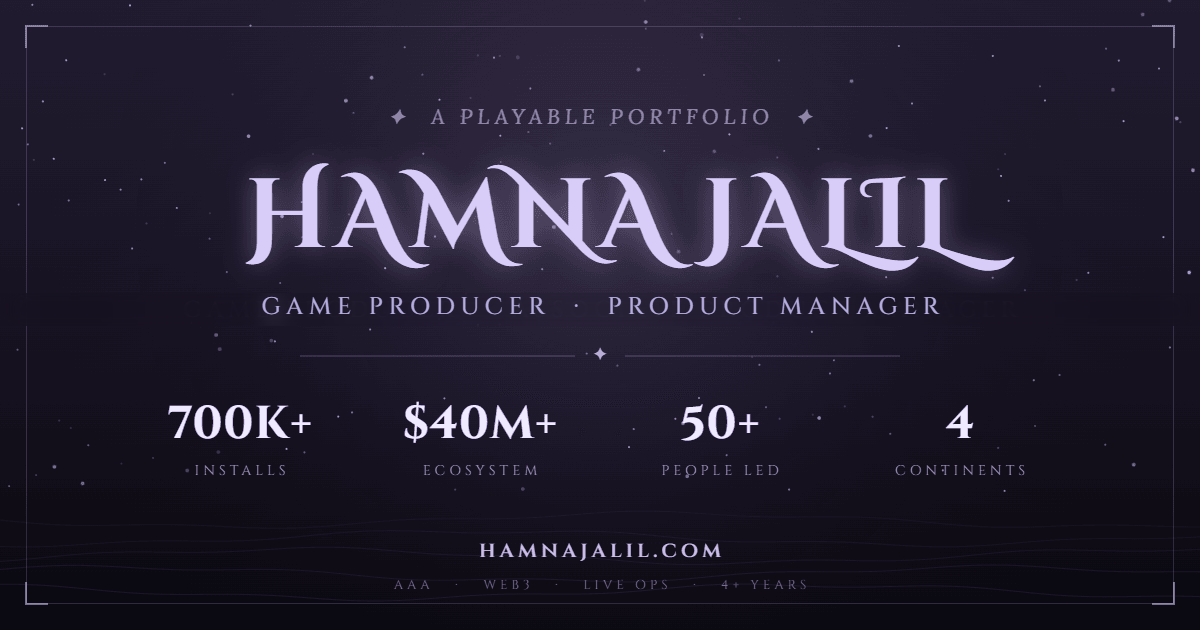 A PLAYABLE PORTFOLIO
HAMNA JALIL
GAME PRODUCER · PRODUCT MANAGER
700K+ $40M+ 50+ 4
INSTALLS ECOSYSTEM PEOPLE LED CONTINENTS
HAMNAJALIL.COM
AAA · WEB3 · LIVE OPS · 4+ YEARS